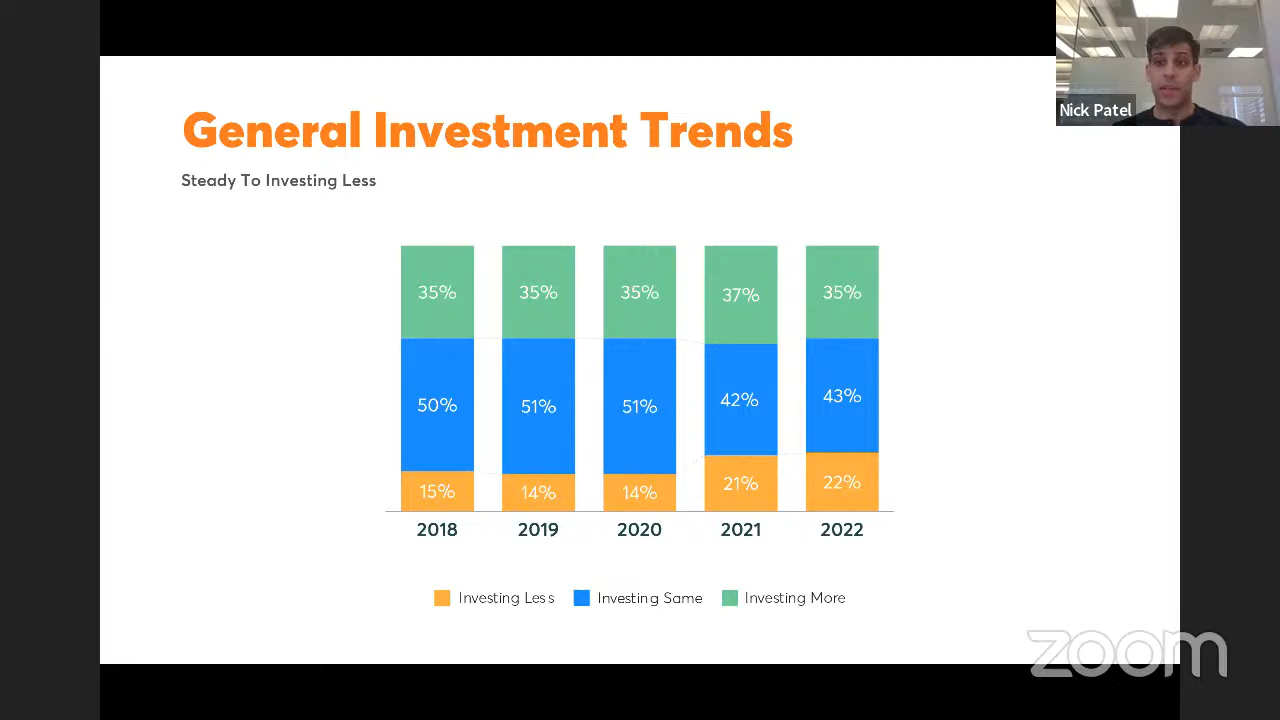 General Investment Trends
Steady To Investing Less
Nick Patel
35% 35% 35% 37% 35%
50% 51% 51% 42% 43%
15% 14% 14% 21% 22%
2018 2019 2020 2021 2022
Investing Less Investing Same Investing More
zoom